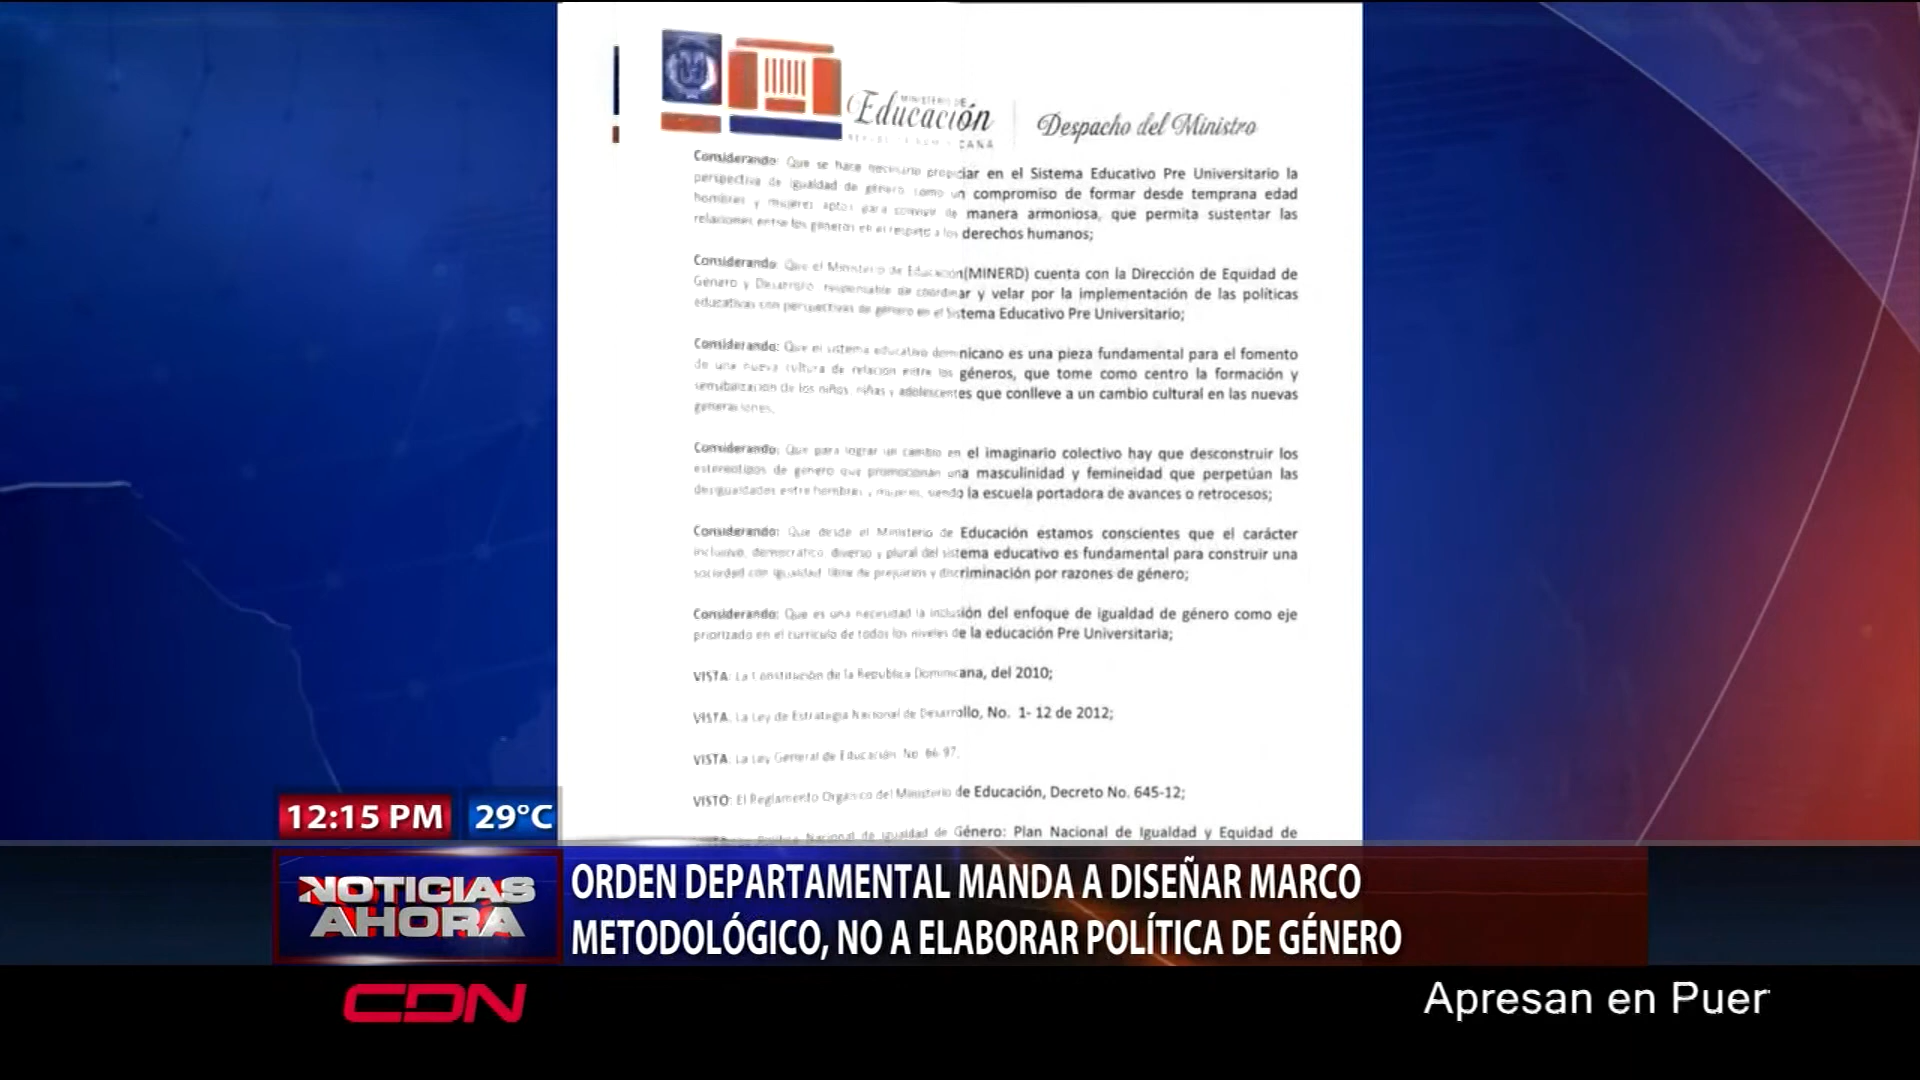 MINISTERIO DE
Educación
REPÚBLICA DOMINICANA
Despacho del Ministro
Considerando: Que se hace necesario propiciar en el Sistema Educativo Pre Universitario la
perspectiva de igualdad de género como un compromiso de formar desde temprana edad
hombres y mujeres aptos para convivir de manera armoniosa, que permita sustentar las
relaciones entre los géneros en el respeto a los derechos humanos;
Considerando: Que el Ministerio de Educación(MINERD) cuenta con la Dirección de Equidad de
Género y Desarrollo, responsable de coordinar y velar por la implementación de las políticas
educativas con perspectivas de género en el Sistema Educativo Pre Universitario;
Considerando: Que el sistema educativo dominicano es una pieza fundamental para el fomento
de una nueva cultura de relación entre los géneros, que tome como centro la formación y
sensibilización de los niños, niñas y adolescentes que conlleve a un cambio cultural en las nuevas
generaciones.
Considerando: Que para lograr un cambio en el imaginario colectivo hay que desconstruir los
estereotipos de género que promocionan una masculinidad y femineidad que perpetúan las
desigualdades entre hombres y mujeres, siendo la escuela portadora de avances o retrocesos;
Considerando: Que desde el Ministerio de Educación estamos conscientes que el carácter
inclusivo, democrático, diverso y plural del sistema educativo es fundamental para construir una
sociedad con igualdad, libre de prejuicios y discriminación por razones de género;
Considerando: Que es una necesidad la inclusión del enfoque de igualdad de género como eje
priorizado en el currículo de todos los niveles de la educación Pre Universitaria;
VISTA: La Constitución de la República Dominicana, del 2010;
VISTA: La Ley de Estrategia Nacional de Desarrollo, No. 1- 12 de 2012;
VISTA: La Ley General de Educación No. 66 97,
VISTO: El Reglamento Orgánico del Ministerio de Educación, Decreto No. 645-12;
Nacional de Igualdad de Género: Plan Nacional de Igualdad y Equidad de
12:15 PM 29°C
NOTICIAS
AHORA
ORDEN DEPARTAMENTAL MANDA A DISEÑAR MARCO
METODOLÓGICO, NO A ELABORAR POLÍTICA DE GÉNERO
CDN
Apresan en Puer